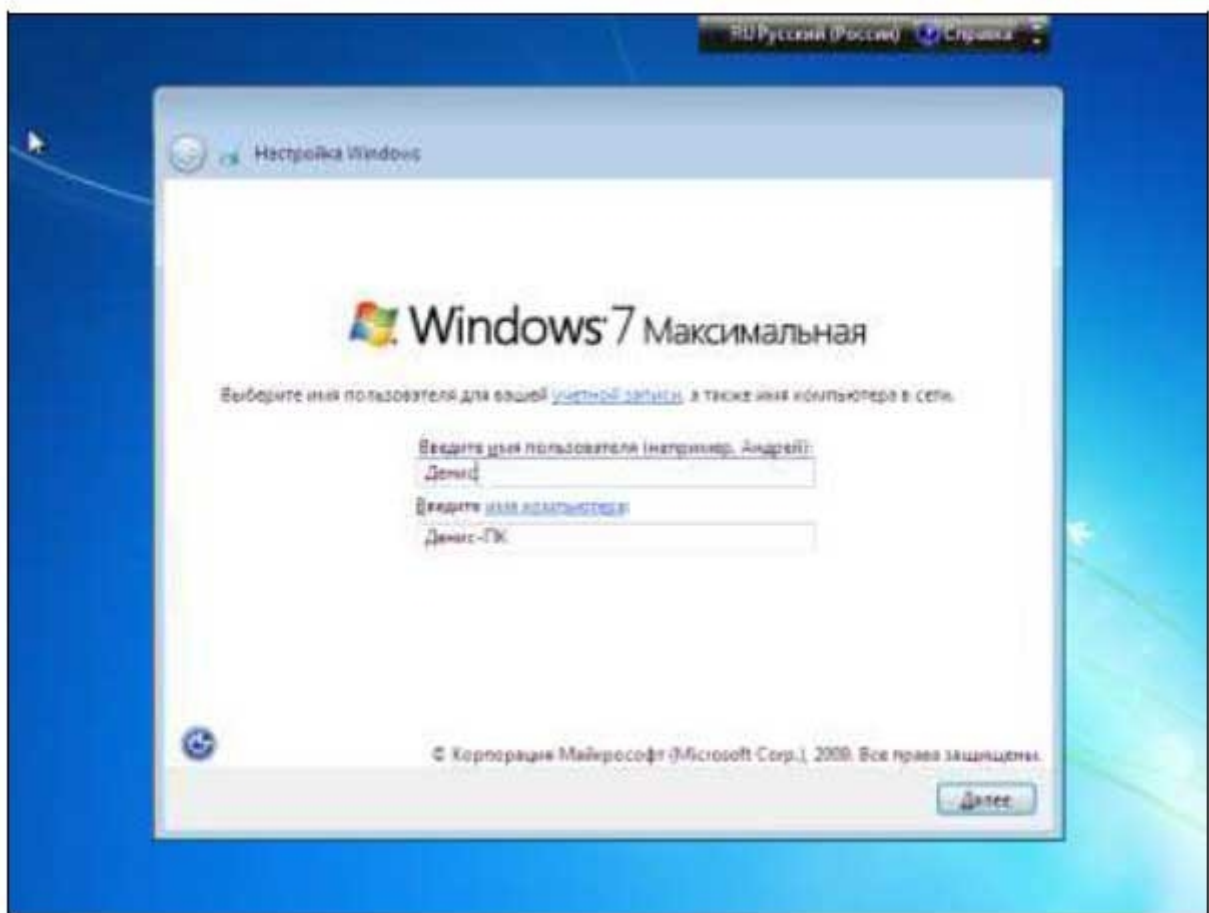 RU Русский (Россия) Справка
Настройка Windows
Windows 7 Максимальная
Выберите имя пользователя для вашей учетной записи, а также имя компьютера в сети.
Введите имя пользователя (например, Андрей):
Денис
Введите имя компьютера:
Денис-ПК
© Корпорация Майкрософт (Microsoft Corp.), 2009. Все права защищены.
Далее